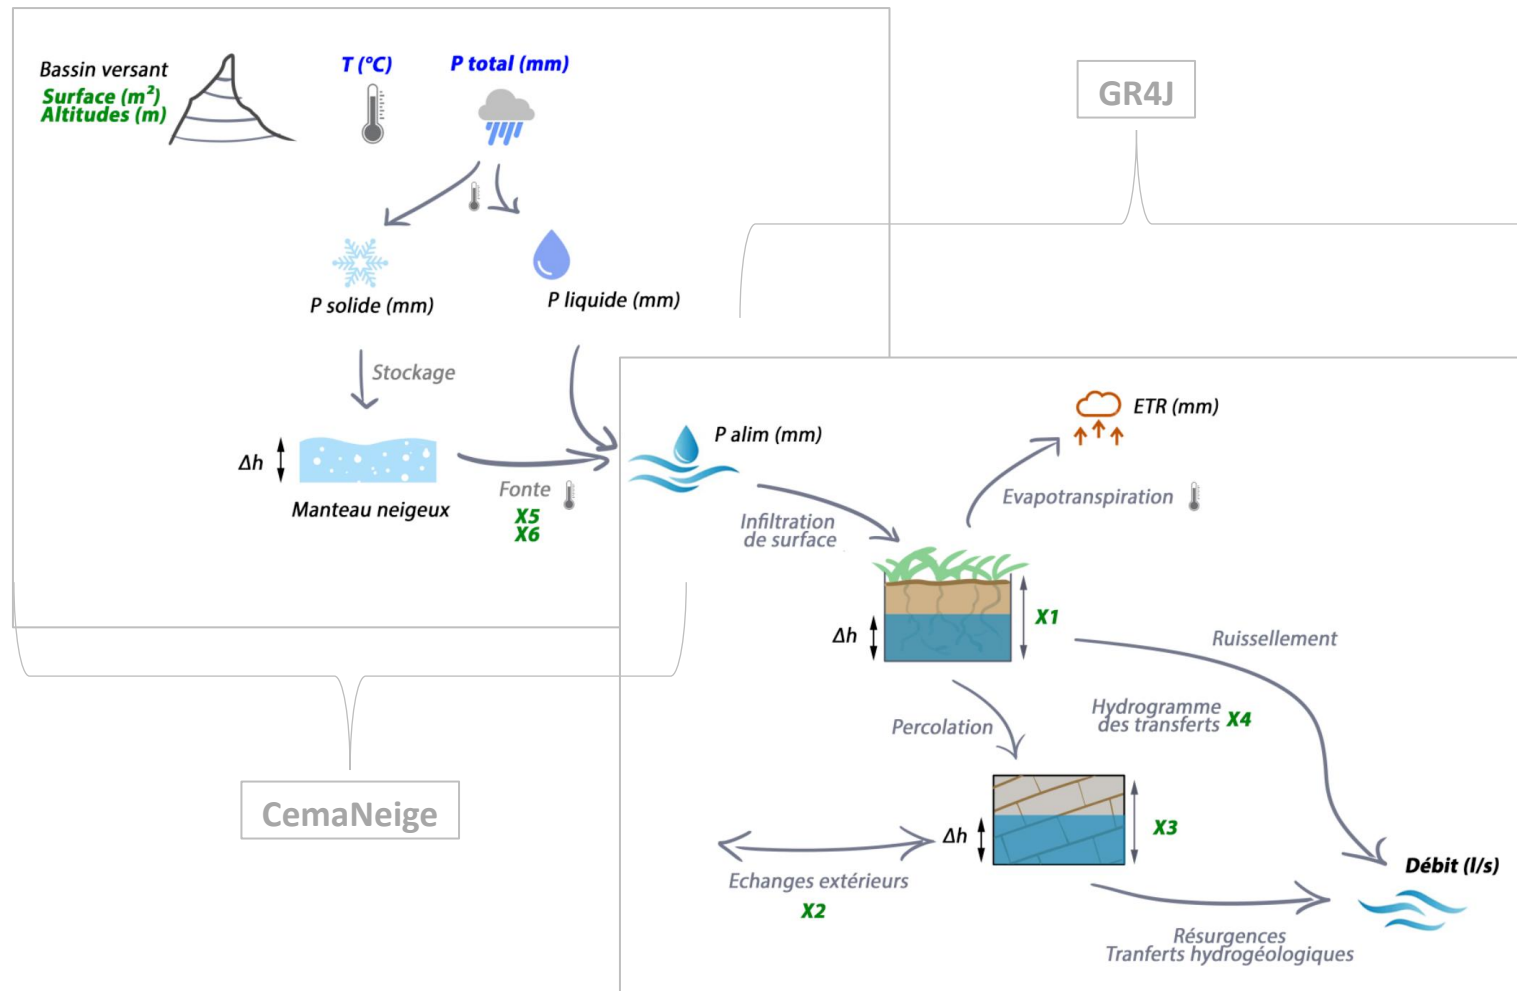 Bassin versant
Surface (m²)
Altitudes (m)
T (°C)
P total (mm)
GR4J
P solide (mm)
P liquide (mm)
Stockage
Δh
Manteau neigeux
Fonte
X5
X6
P alim (mm)
ETR (mm)
Evapotranspiration
Infiltration
de surface
X1
Δh
Ruissellement
Hydrogramme
des transferts
X4
Percolation
CemaNeige
Δh
X3
Echanges extérieurs
X2
Débit (l/s)
Résurgences
Tranferts hydrogéologiques